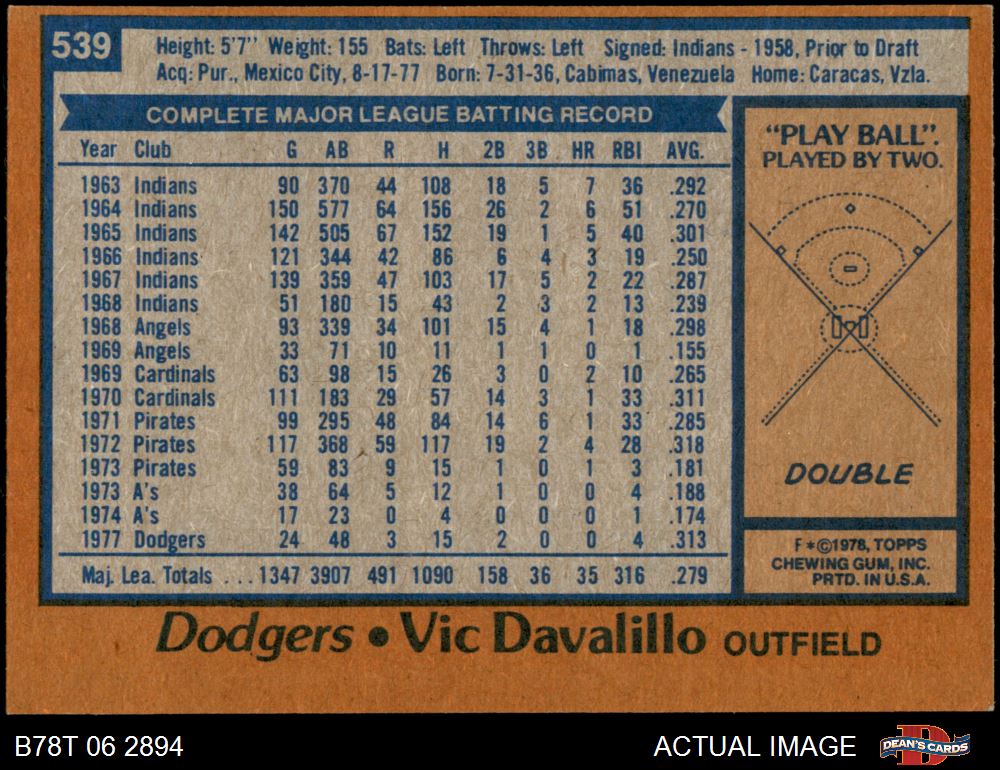 539
Height: 5'7" Weight: 155 Bats: Left Throws: Left Signed: Indians - 1958, Prior to Draft
Acq: Pur., Mexico City, 8-17-77 Born: 7-31-36, Cabimas, Venezuela Home: Caracas, Vzla.
COMPLETE MAJOR LEAGUE BATTING RECORD
Year Club G AB R H 2B 3B HR RBI AVG.
1963 Indians 90 370 44 108 18 5 7 36 .292
1964 Indians 150 577 64 156 26 2 6 51 .270
1965 Indians 142 505 67 152 19 1 5 40 .301
1966 Indians 121 344 42 86 6 4 3 19 .250
1967 Indians 139 359 47 103 17 5 2 22 .287
1968 Indians 51 180 15 43 2 3 2 13 .239
1968 Angels 93 339 34 101 15 4 1 18 .298
1969 Angels 33 71 10 11 1 1 0 1 .155
1969 Cardinals 63 98 15 26 3 0 2 10 .265
1970 Cardinals 111 183 29 57 14 3 1 33 .311
1971 Pirates 99 295 48 84 14 6 1 33 .285
1972 Pirates 117 368 59 117 19 2 4 28 .318
1973 Pirates 59 83 9 15 1 0 1 3 .181
1973 A's 38 64 5 12 1 0 0 4 .188
1974 A's 17 23 0 4 0 0 0 1 .174
1977 Dodgers 24 48 3 15 2 0 0 4 .313
Maj. Lea. Totals ... 1347 3907 491 1090 158 36 35 316 .279
"PLAY BALL".
PLAYED BY TWO.
DOUBLE
F*©1978, TOPPS
CHEWING GUM, INC.
PRTD. IN U.S.A.
Dodgers • Vic Davalillo OUTFIELD
B78T 06 2894
ACTUAL IMAGE
DEAN'S CARDS